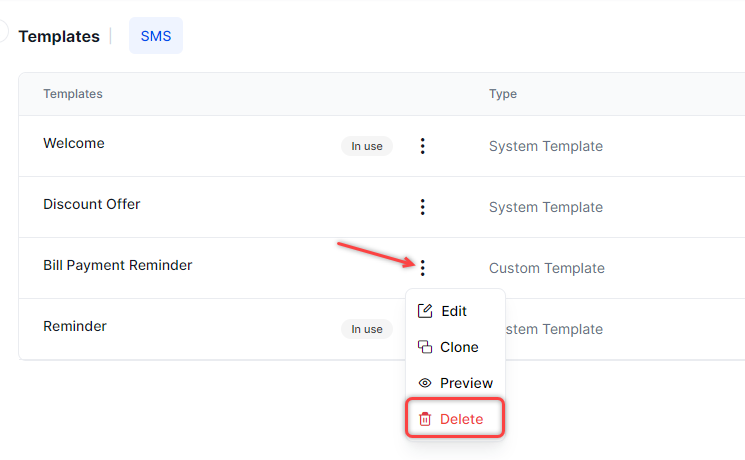 Templates | SMS
Templates Type
Welcome In use System Template
Discount Offer System Template
Bill Payment Reminder Custom Template
Edit
Reminder In use stem Template
Clone
Preview
Delete